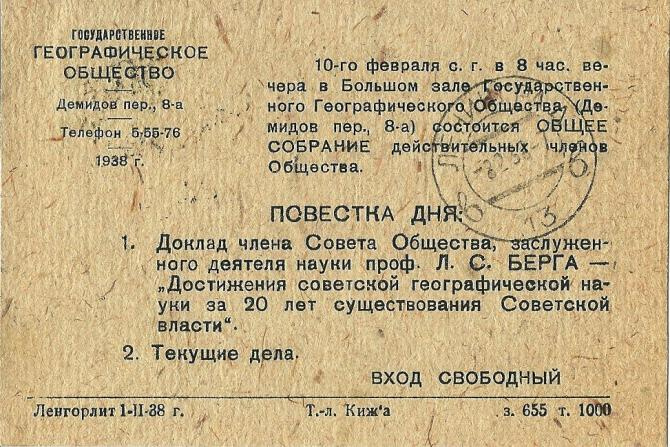 ГОСУДАРСТВЕННОЕ
ГЕОГРАФИЧЕСКОЕ
ОБЩЕСТВО
Демидов пер., 8-а
Телефон 5-55-76
1938 г.
10-го февраля с. г. в 8 час. ве-
чера в Большом зале Государствен-
ного Географического Общества (Де-
мидов пер., 8-а) состоится ОБЩЕЕ
СОБРАНИЕ действительных членов
Общества.
ПОВЕСТКА ДНЯ:
1. Доклад члена Совета Общества, заслужен-
ного деятеля науки проф. Л. С. БЕРГА —
„Достижения советской географической на-
уки за 20 лет существования Советской
власти“.
2. Текущие дела.
ВХОД СВОБОДНЫЙ
Ленгорлит 1-II-38 г. Т.-л. Киж‘а з. 655 т. 1000